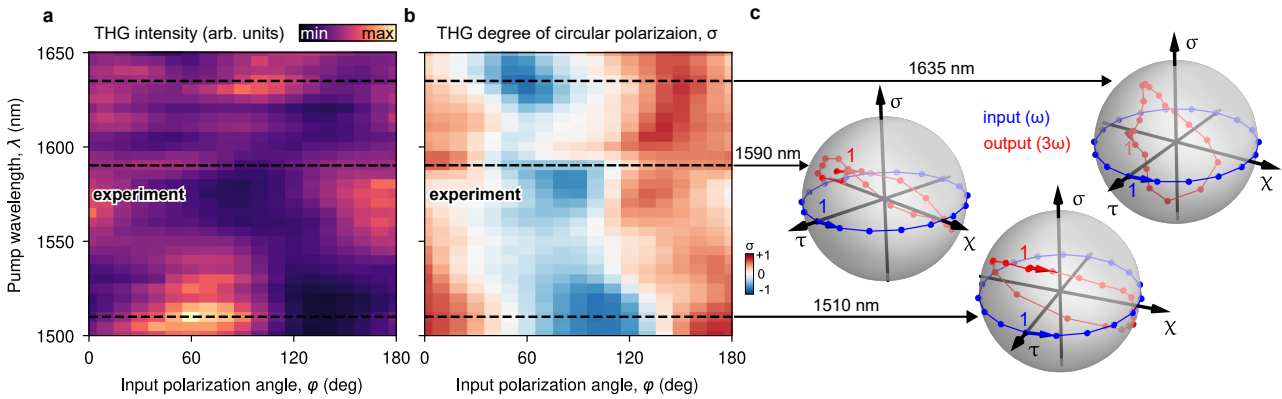 a
THG intensity (arb. units)
min
max
Pump wavelength, λ (nm)
1650
1600
1550
1500
experiment
0
60
120
180
Input polarization angle, φ (deg)
b
THG degree of circular polarizaion, σ
experiment
0
60
120
180
Input polarization angle, φ (deg)
σ
+1
0
-1
c
1635 nm
1590 nm
1510 nm
input (ω)
output (3ω)
σ
1
1
τ
χ
σ
1
1
τ
χ
σ
1
1
τ
χ